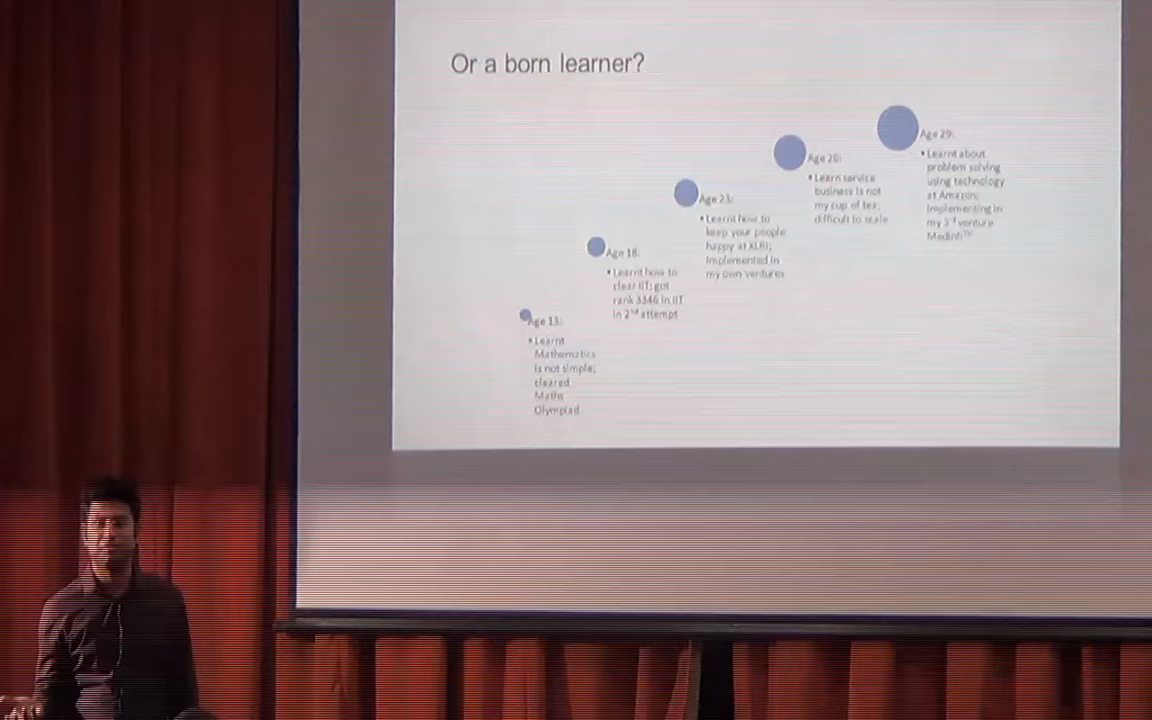 Or a born learner?
Age 13:
• Learnt
Mathematics
is not simple;
cleared
Maths
Olympiad
Age 18:
• Learnt how to
clear IIT; got
rank 3346 in IIT
in 2nd attempt
Age 23:
• Learnt how to
keep your people
happy at XLRI;
Implemented in
my own ventures
Age 26:
• Learn service
business is not
my cup of tea;
difficult to scale
Age 29:
• Learnt about
problem solving
using technology
at Amazon;
Implementing in
my 3rd venture